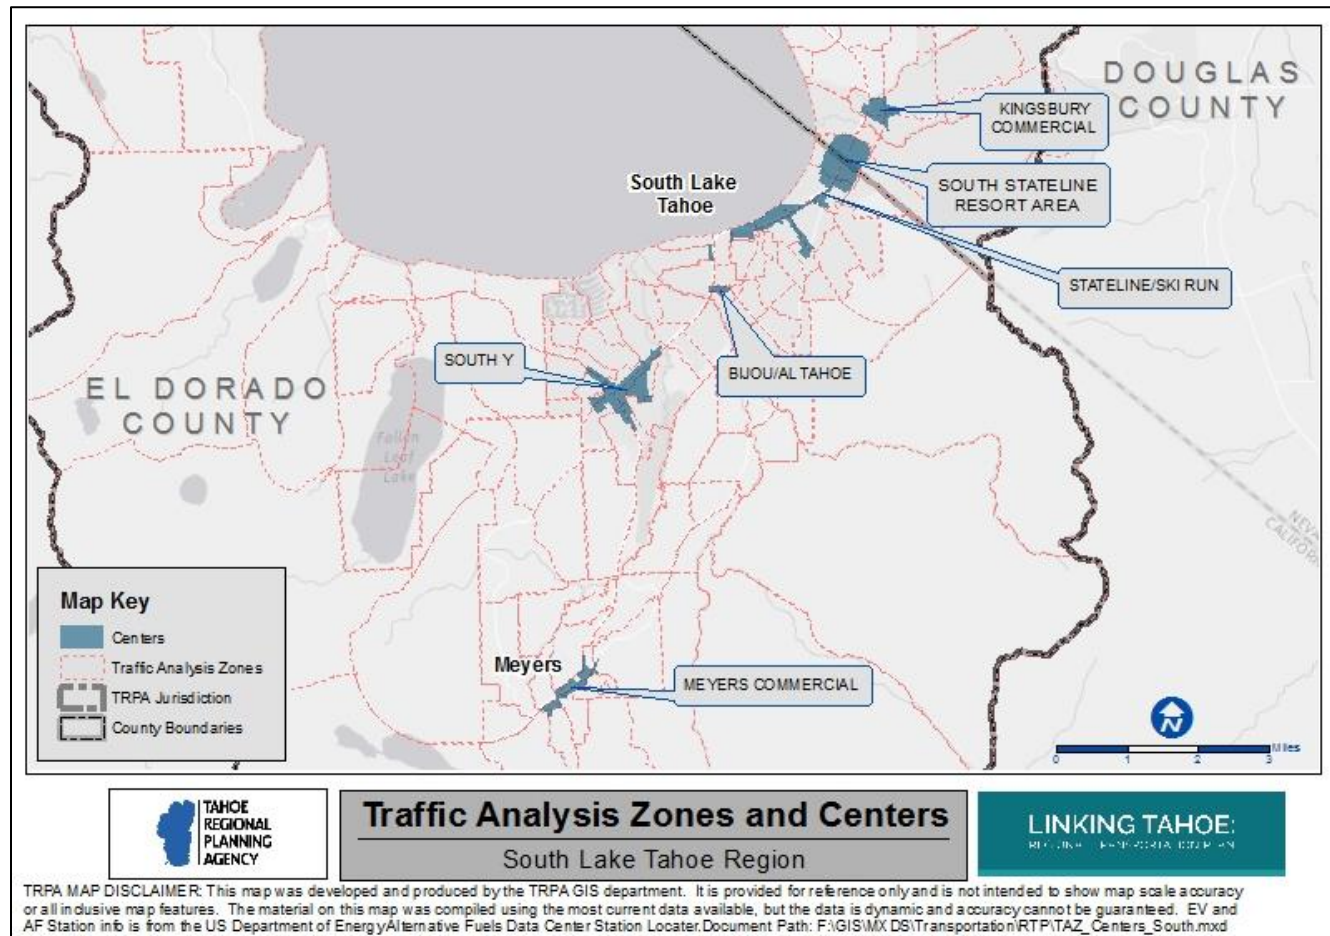 DOUGLAS
COUNTY
KINGSBURY
COMMERCIAL
South Lake
Tahoe
SOUTH STATELINE
RESORT AREA
STATELINE/SKI RUN
SOUTH Y
BIJOU/AL TAHOE
EL DORADO
COUNTY
Fallen
Leaf
Lake
CALIFORN
Map Key
Centers
Traffic Analysis Zones
TRPA Jurisdiction
County Boundaries
Meyers
MEYERS COMMERCIAL
N
Miles
0 1 2 3
TAHOE
REGIONAL
PLANNING
AGENCY
Traffic Analysis Zones and Centers
South Lake Tahoe Region
LINKING TAHOE:
REGIONAL TRANSPORTATION PLAN
TRPA MAP DISCLAIMER: This map was developed and produced by the TRPA GIS department. It is provided for reference only and is not intended to show map scale accuracy
or all inclusive map features. The material on this map was compiled using the most current data available, but the data is dynamic and accuracy cannot be guaranteed. EV and
AF Station info is from the US Department of Energy Alternative Fuels Data Center Station Locater. Document Path: F:\GIS\MXDS\Transportation\RTP\TAZ_Centers_South.mxd